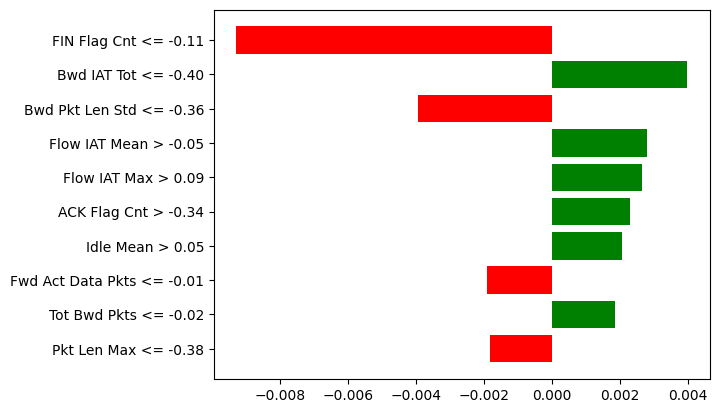 FIN Flag Cnt <= -0.11
Bwd IAT Tot <= -0.40
Bwd Pkt Len Std <= -0.36
Flow IAT Mean > -0.05
Flow IAT Max > 0.09
ACK Flag Cnt > -0.34
Idle Mean > 0.05
Fwd Act Data Pkts <= -0.01
Tot Bwd Pkts <= -0.02
Pkt Len Max <= -0.38
−0.008 −0.006 −0.004 −0.002 0.000 0.002 0.004